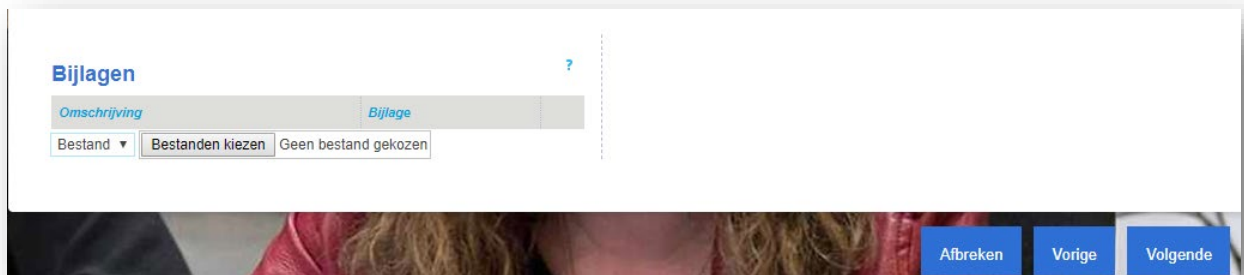 Bijlagen ?
Omschrijving Bijlage
Bestand ▼ Bestanden kiezen Geen bestand gekozen
Afbreken Vorige Volgende